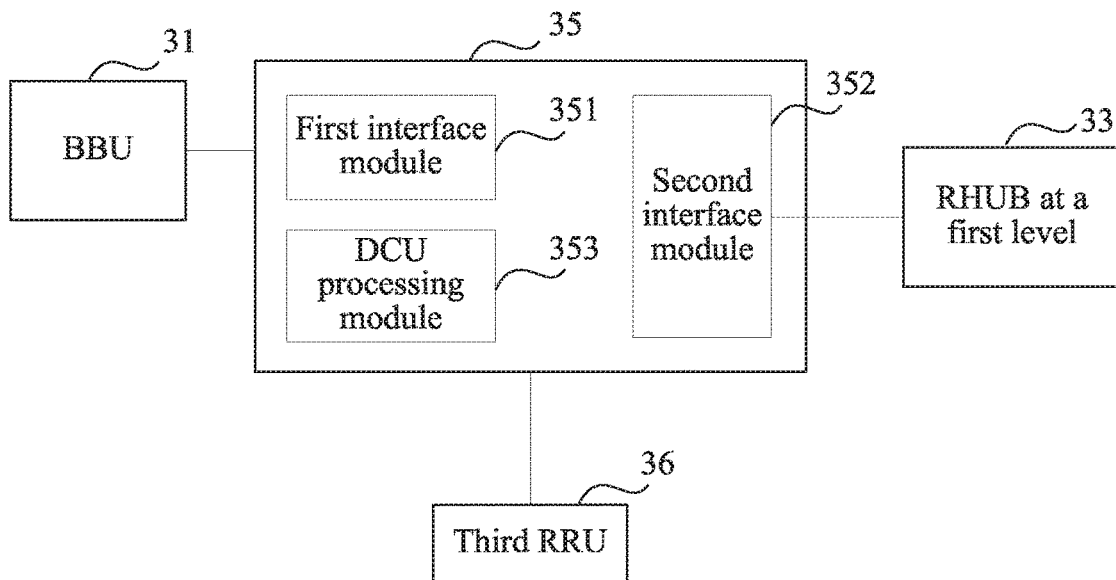 31
BBU
35
First interface
module
351
DCU
processing
module
353
Second
interface
module
352
33
RHUB at a
first level
36
Third RRU